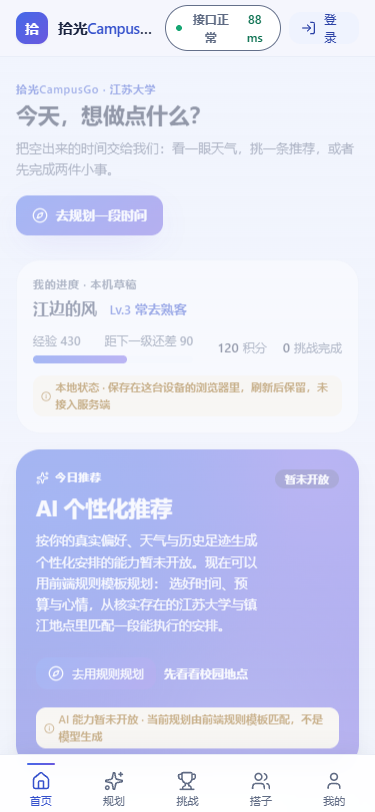 拾
拾光Campus...
接口正常
88 ms
登录
拾光CampusGo · 江苏大学
今天，想做点什么？
把空出来的时间交给我们：看一眼天气，挑一条推荐，或者
先完成两件小事。
去规划一段时间
我的进度 · 本机草稿
江边的风 Lv.3 常去熟客
经验 430 距下一级还差 90
120 积分 0 挑战完成
本地状态 · 保存在这台设备的浏览器里，刷新后保留，未
接入服务端
今日推荐
暂未开放
AI 个性化推荐
按你的真实偏好、天气与历史足迹生成
个性化安排的能力暂未开放。现在可以
用前端规则模板规划： 选好时间、预
算与心情，从核实存在的江苏大学与镇
江地点里匹配一段能执行的安排。
去用规则规划 先看看校园地点
AI 能力暂未开放 · 当前规划由前端规则模板匹配，不是
模型生成
首页 规划 挑战 搭子 我的